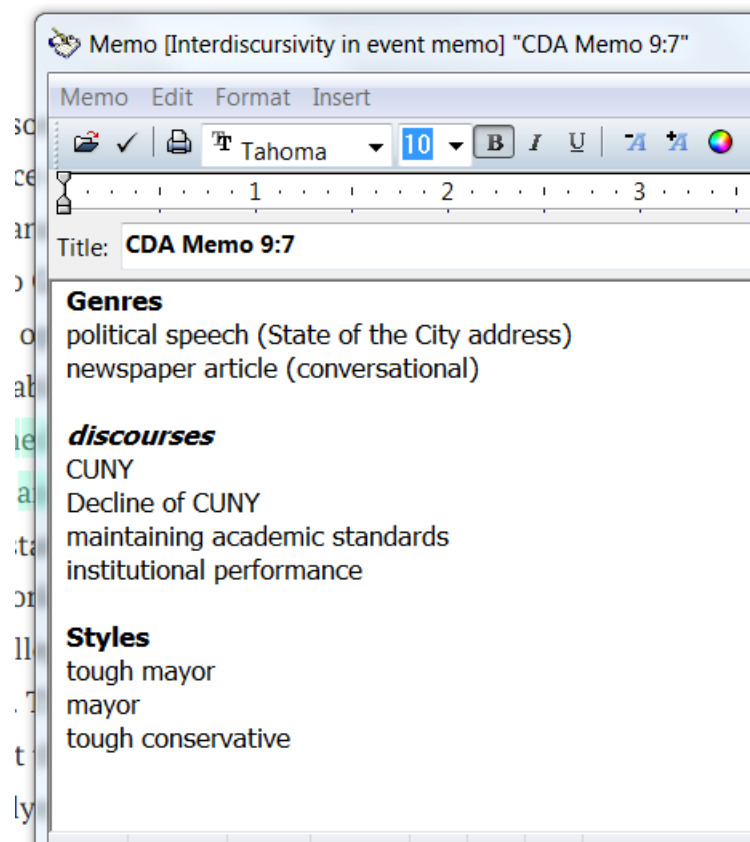 Memo [Interdiscursivity in event memo] "CDA Memo 9:7"
Memo Edit Format Insert
Tahoma 10 B I U A A
1 2 3
Title: CDA Memo 9:7
Genres
political speech (State of the City address)
newspaper article (conversational)
discourses
CUNY
Decline of CUNY
maintaining academic standards
institutional performance
Styles
tough mayor
mayor
tough conservative